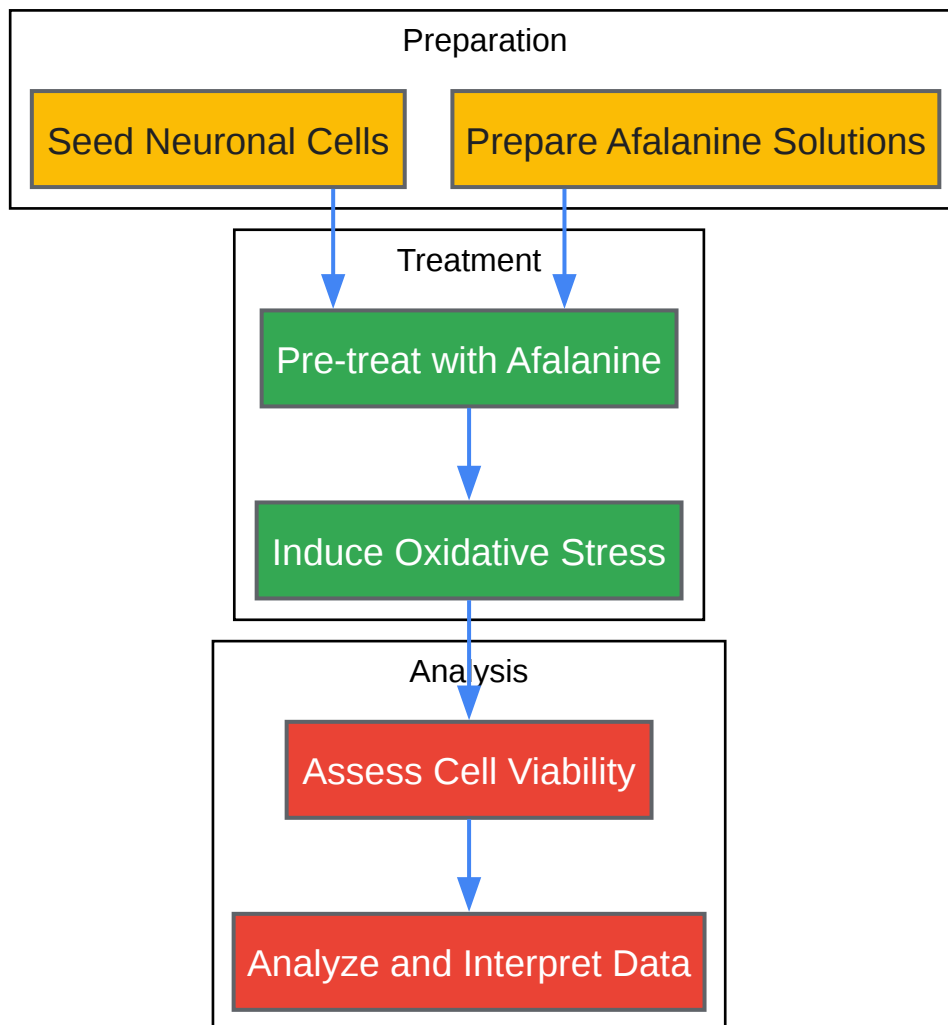 Preparation
Seed Neuronal Cells
Prepare Afalanine Solutions
Treatment
Pre-treat with Afalanine
Induce Oxidative Stress
Analysis
Assess Cell Viability
Analyze and Interpret Data